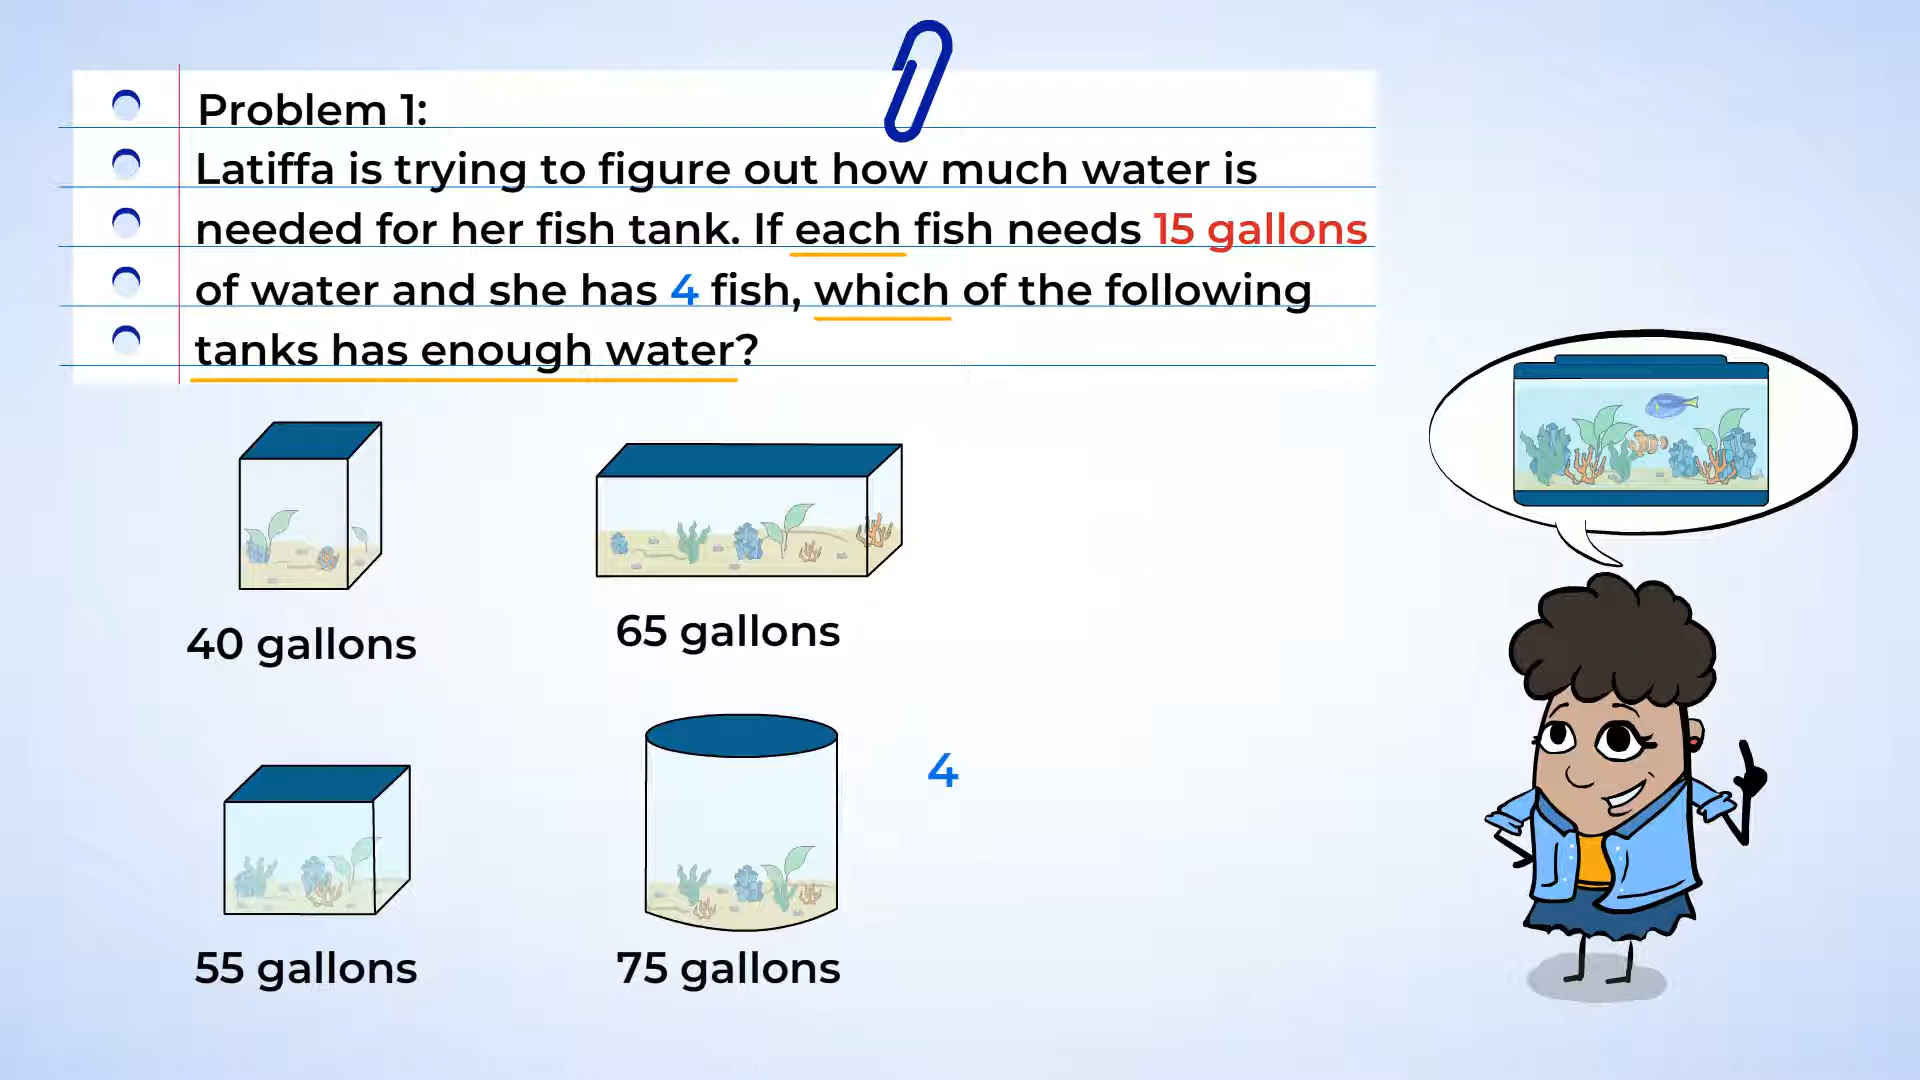 Problem 1:
Latiffa is trying to figure out how much water is
needed for her fish tank. If each fish needs 15 gallons
of water and she has 4 fish, which of the following
tanks has enough water?
40 gallons
65 gallons
4
55 gallons
75 gallons